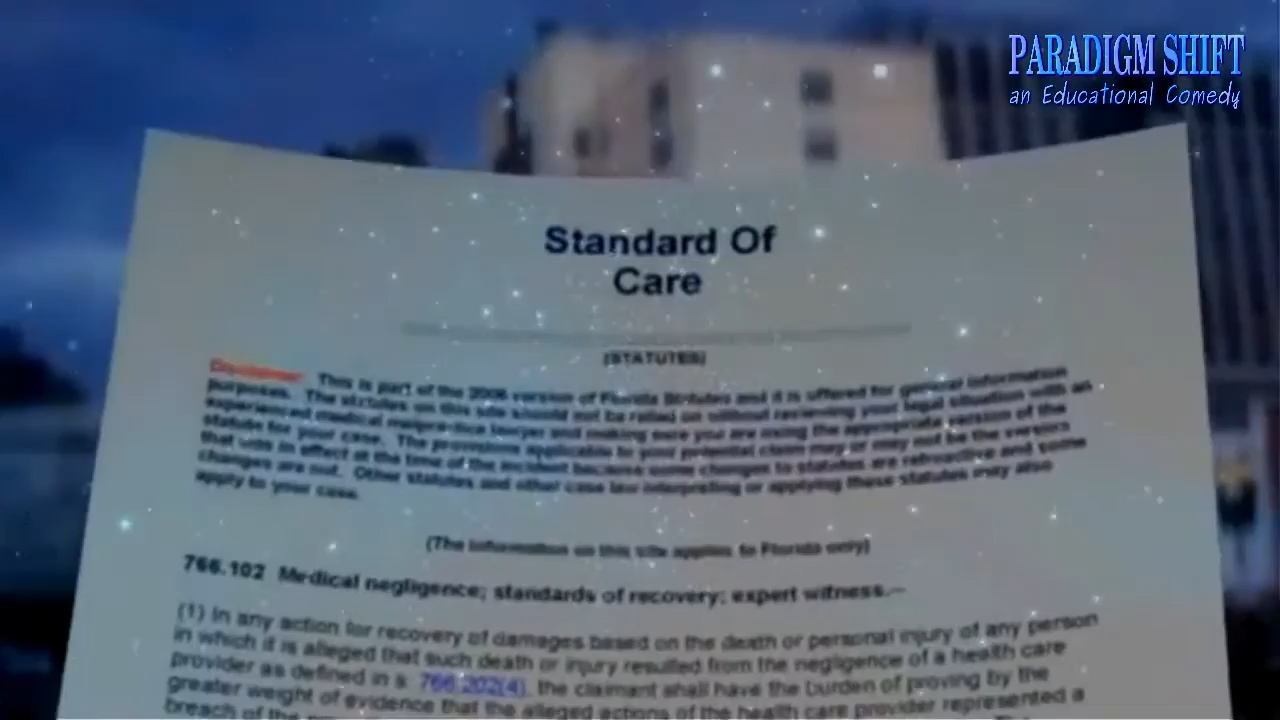 PARADIGM SHIFT
an Educational Comedy
Standard Of
Care
(STATUTES)
Disclaimer: This is part of the 2006 version of Florida Statutes and it is offered for general information
purposes. The statutes on this site should not be relied on without reviewing your legal situation with an
experienced medical malpractice lawyer and making sure you are using the appropriate version of the
statute for your case. The provisions applicable to your potential claim may or may not be the version
that was in effect at the time of the incident because some changes to statutes are retroactive and some
changes are not. Other statutes and other case law interpreting or applying these statutes may also
apply to your case.
(The information on this site applies to Florida only)
766.102 Medical negligence; standards of recovery; expert witness.--
(1) In any action for recovery of damages based on the death or personal injury of any person
in which it is alleged that such death or injury resulted from the negligence of a health care
provider as defined in s. 766.202(4), the claimant shall have the burden of proving by the
greater weight of evidence that the alleged actions of the health care provider represented a
breach of the